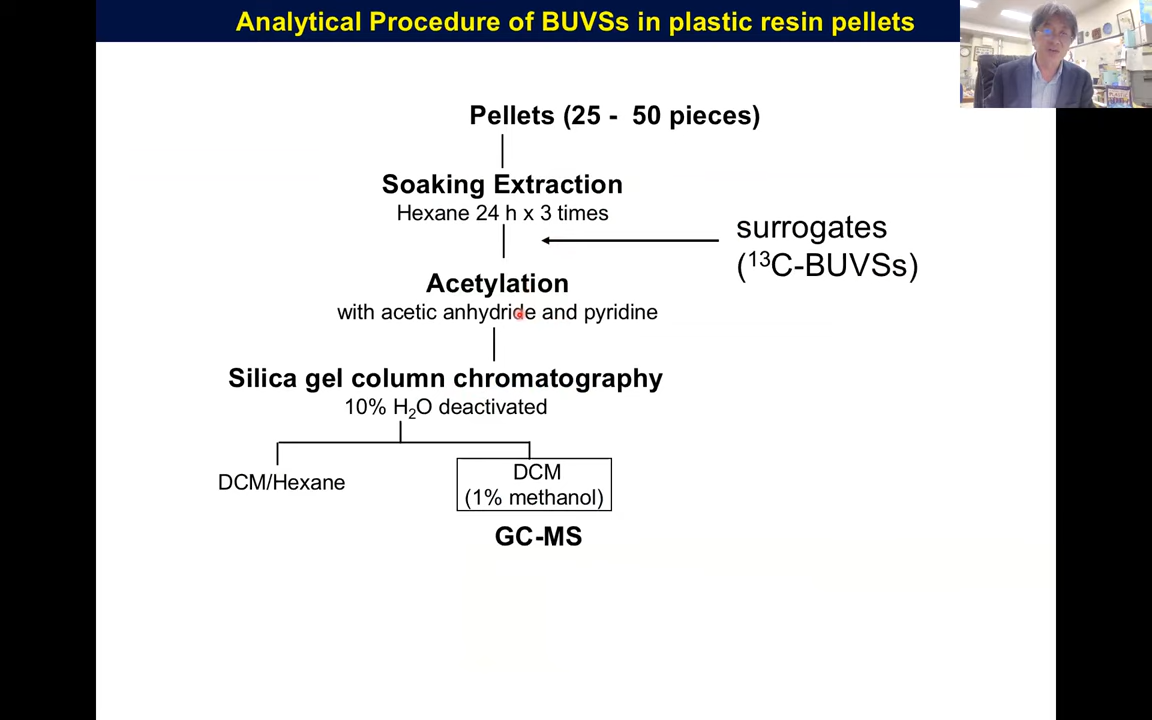 Analytical Procedure of BUVSs in plastic resin pellets
Pellets (25 - 50 pieces)
Soaking Extraction
Hexane 24 h x 3 times
surrogates
(¹³C-BUVSs)
Acetylation
with acetic anhydride and pyridine
Silica gel column chromatography
10% H₂O deactivated
DCM/Hexane
DCM
(1% methanol)
GC-MS